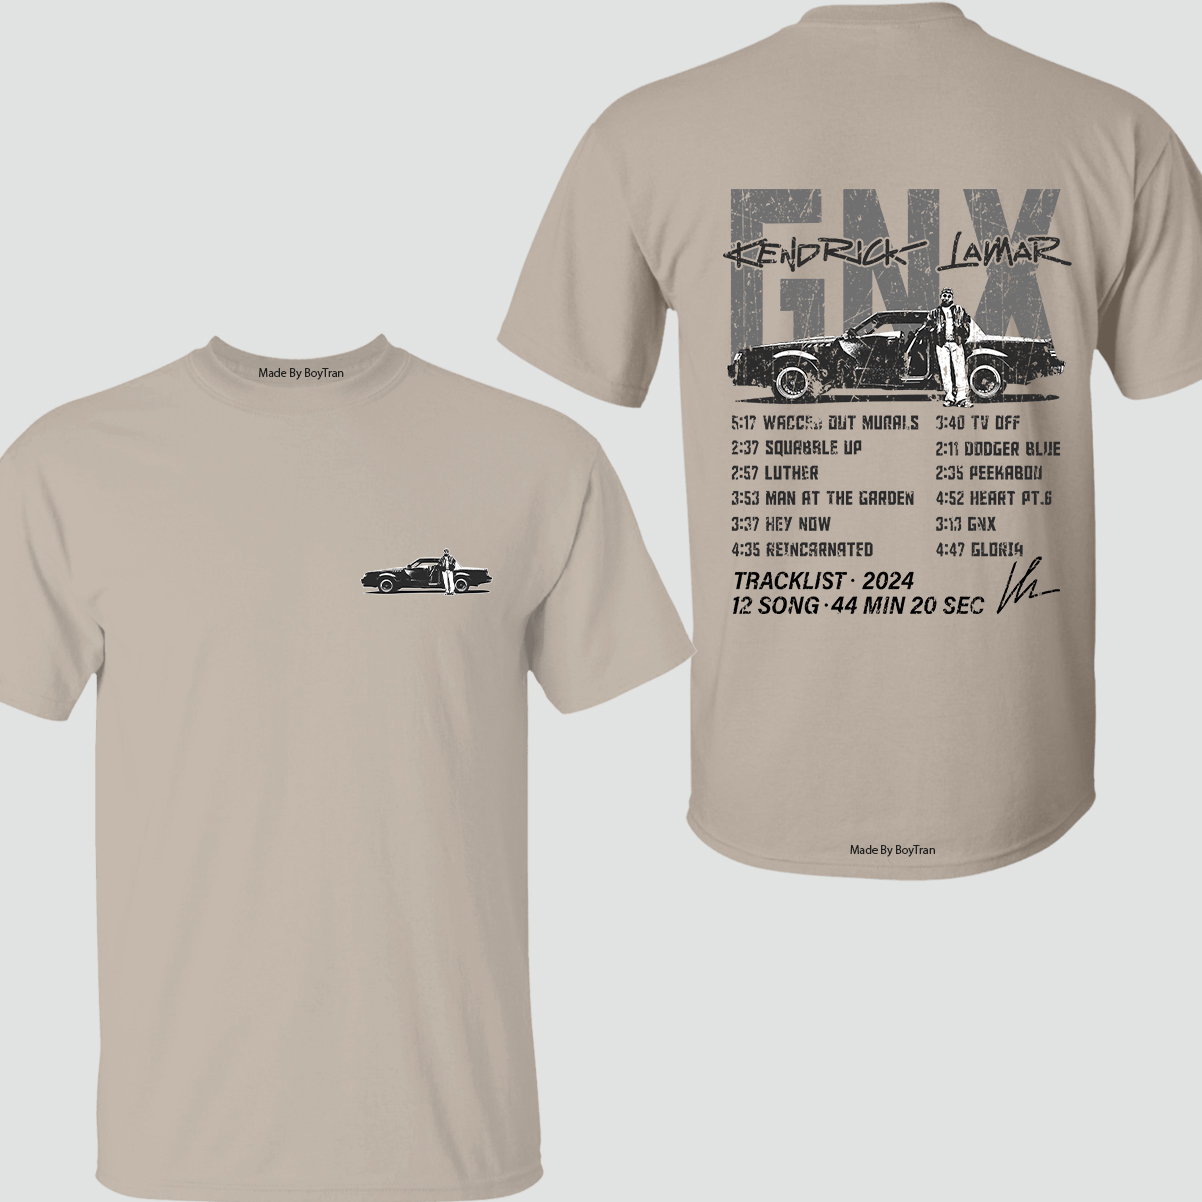 Made By BoyTran
GNX
KENDRICK LAMAR
5:17 WACCED OUT MURALS
2:37 SQUABBLE UP
2:57 LUTHER
3:53 MAN AT THE GARDEN
3:37 HEY NOW
4:35 REINCARNATED
3:40 TV OFF
2:11 DODGER BLUE
2:35 PEEKABOO
4:52 HEART PT.6
3:13 GNX
4:47 GLORIA
TRACKLIST · 2024
12 SONG · 44 MIN 20 SEC
Made By BoyTran